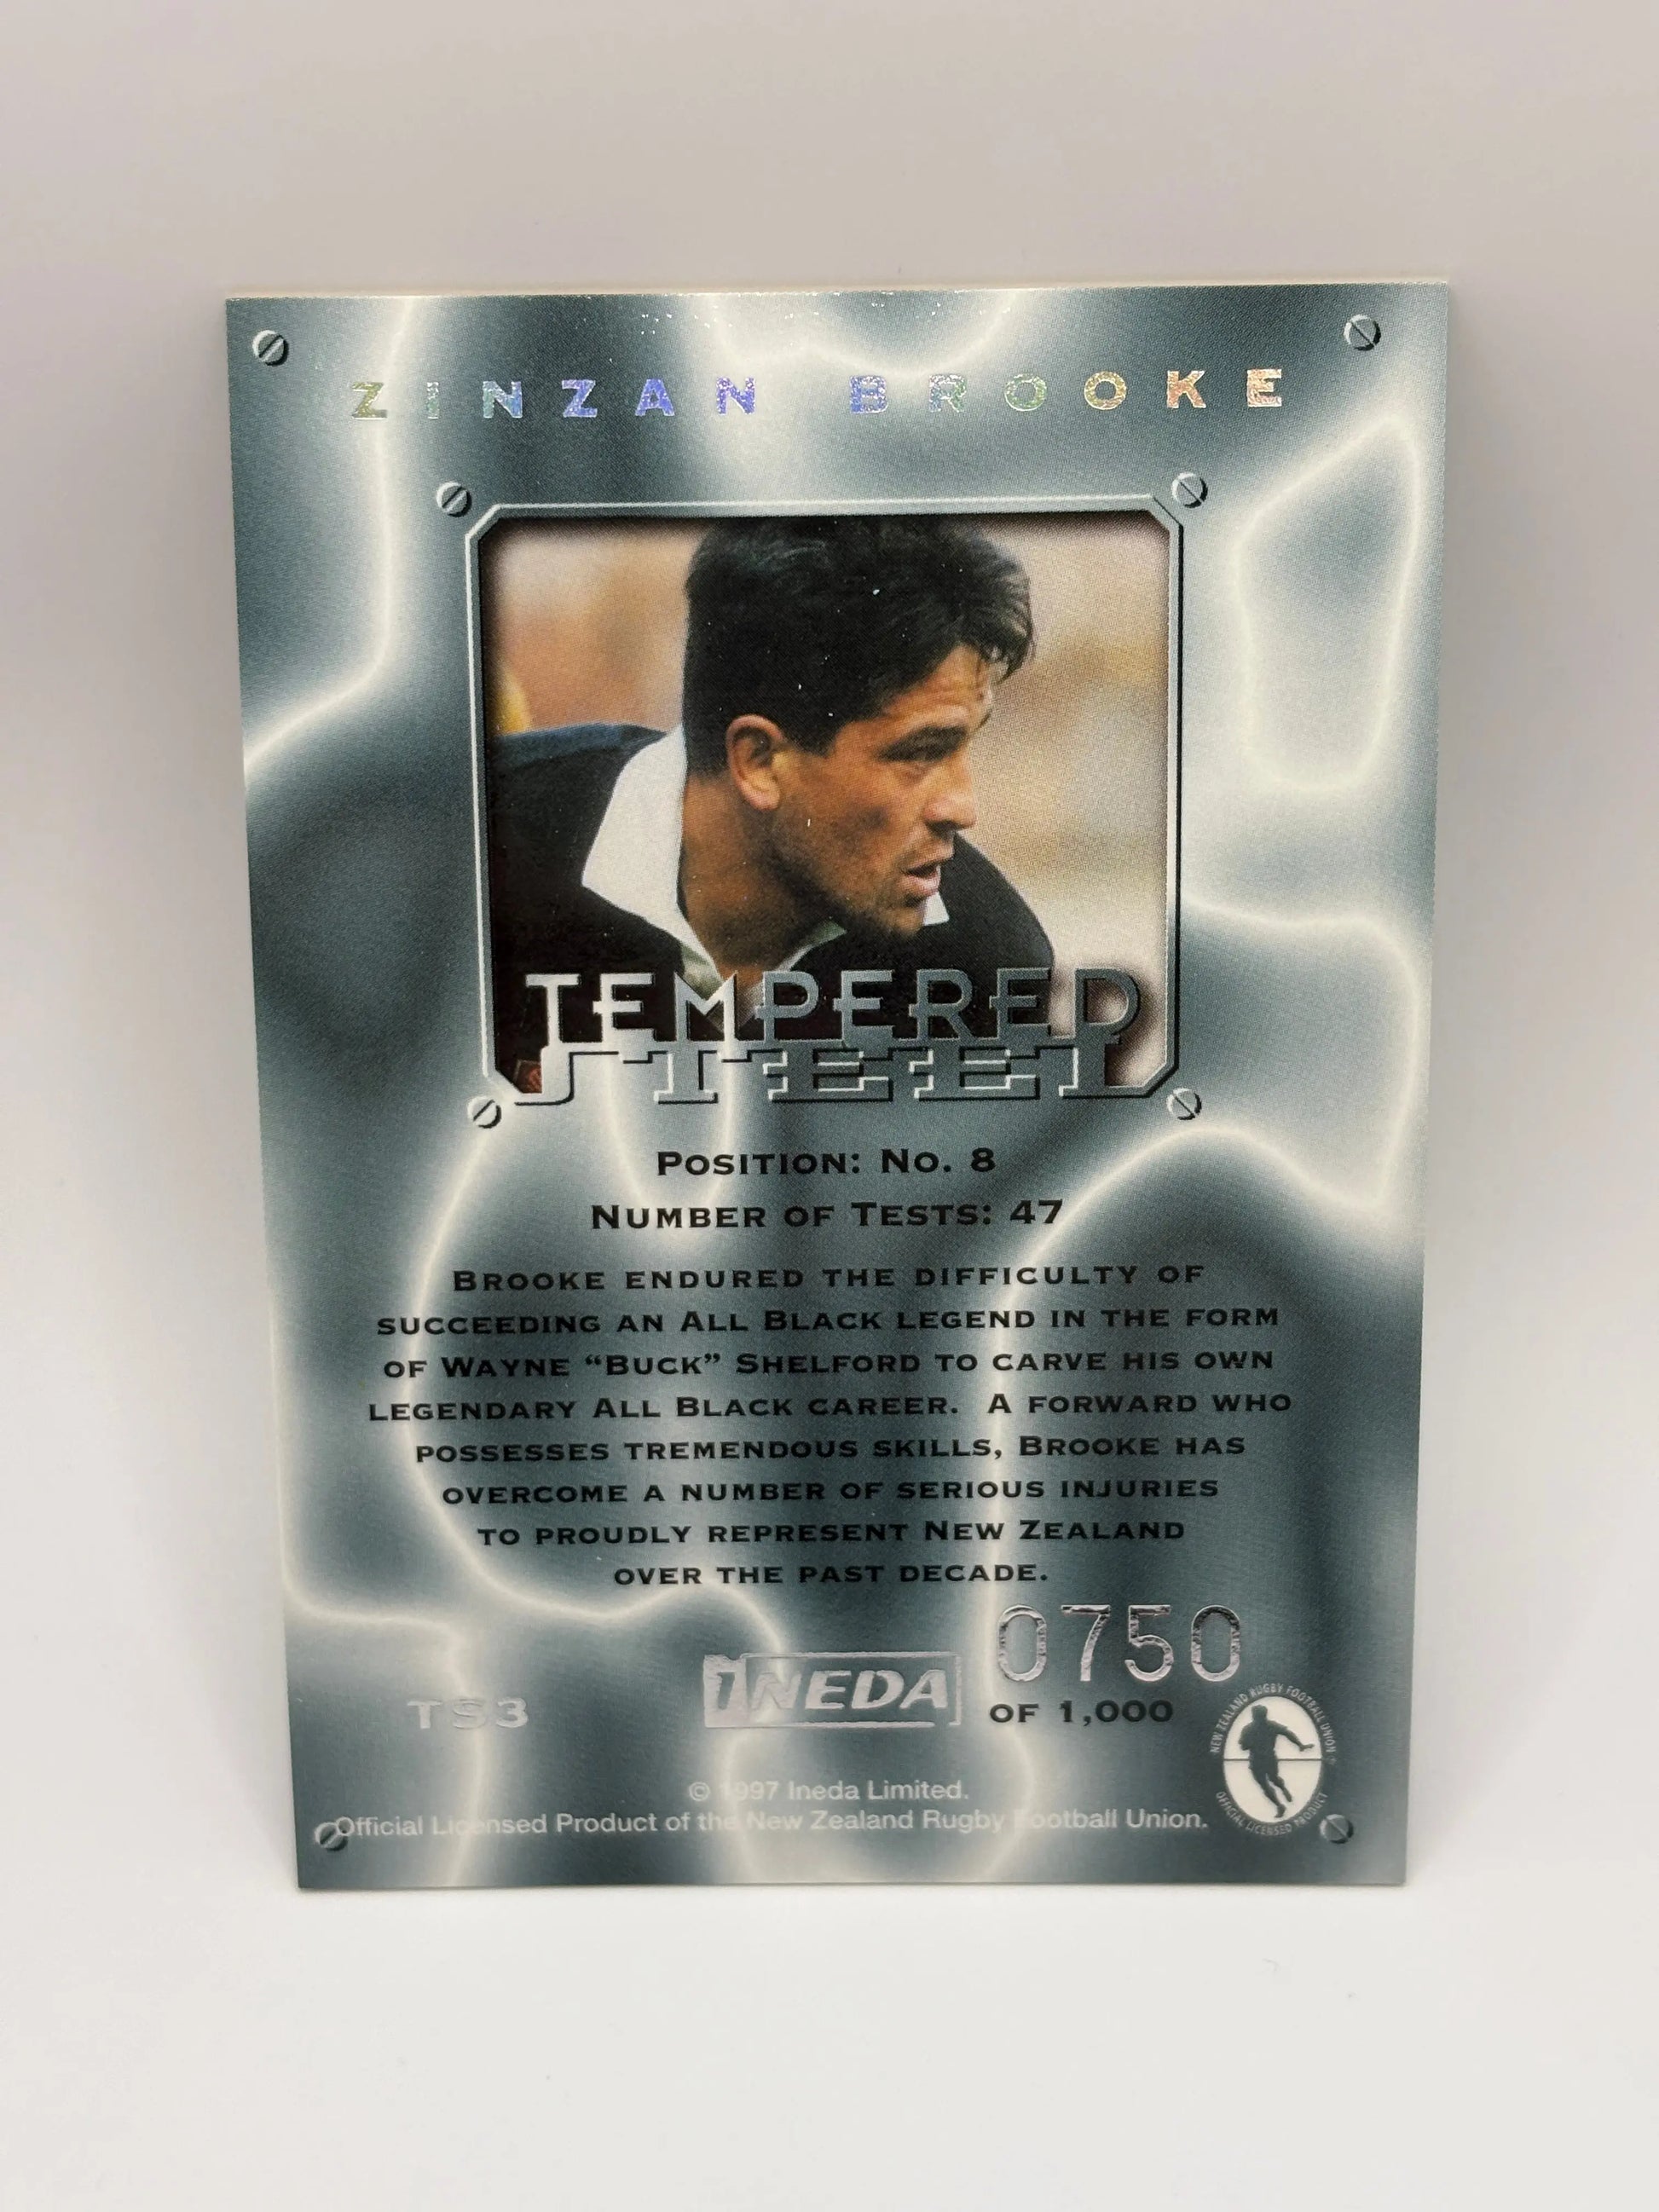 ZINZAN BROOKE
TEMPERED
STEEL
POSITION: NO. 8
NUMBER OF TESTS: 47
BROOKE ENDURED THE DIFFICULTY OF
SUCCEEDING AN ALL BLACK LEGEND IN THE FORM
OF WAYNE “BUCK” SHELFORD TO CARVE HIS OWN
LEGENDARY ALL BLACK CAREER. A FORWARD WHO
POSSESSES TREMENDOUS SKILLS, BROOKE HAS
OVERCOME A NUMBER OF SERIOUS INJURIES
TO PROUDLY REPRESENT NEW ZEALAND
OVER THE PAST DECADE.
0750
OF 1,000
TS3
INEDA
NEW ZEALAND RUGBY FOOTBALL UNION
OFFICIAL LICENSED PRODUCT
© 1997 Ineda Limited.
Official Licensed Product of the New Zealand Rugby Football Union.